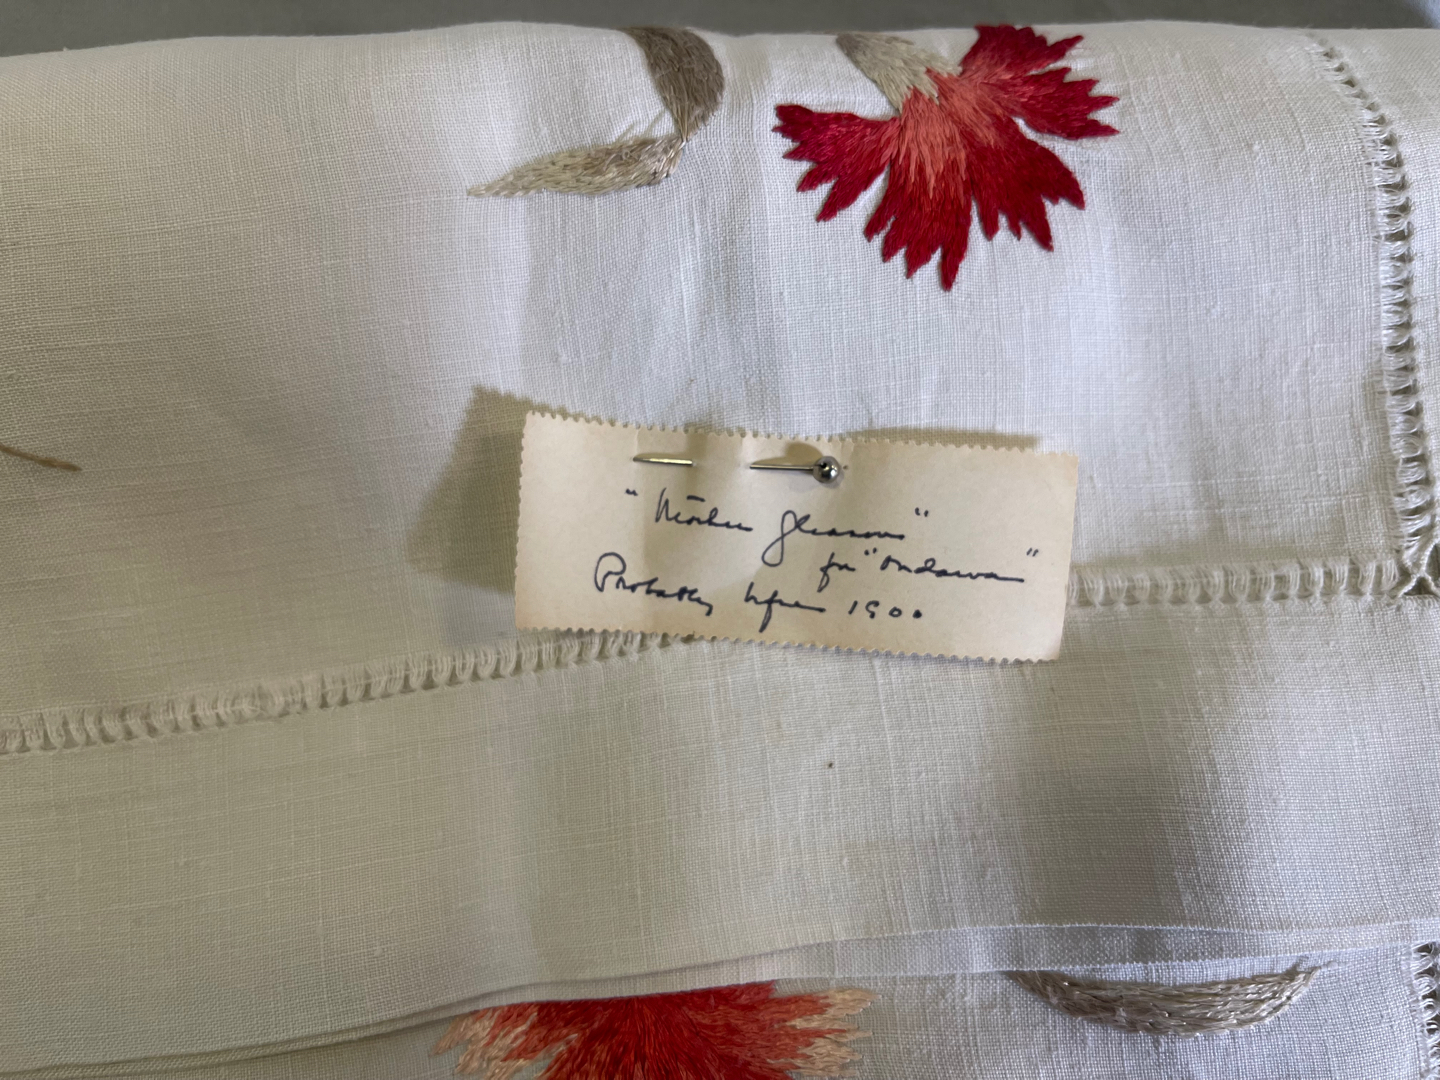 "Mother Gleason"
for "Ondawa"
Probably before 1900